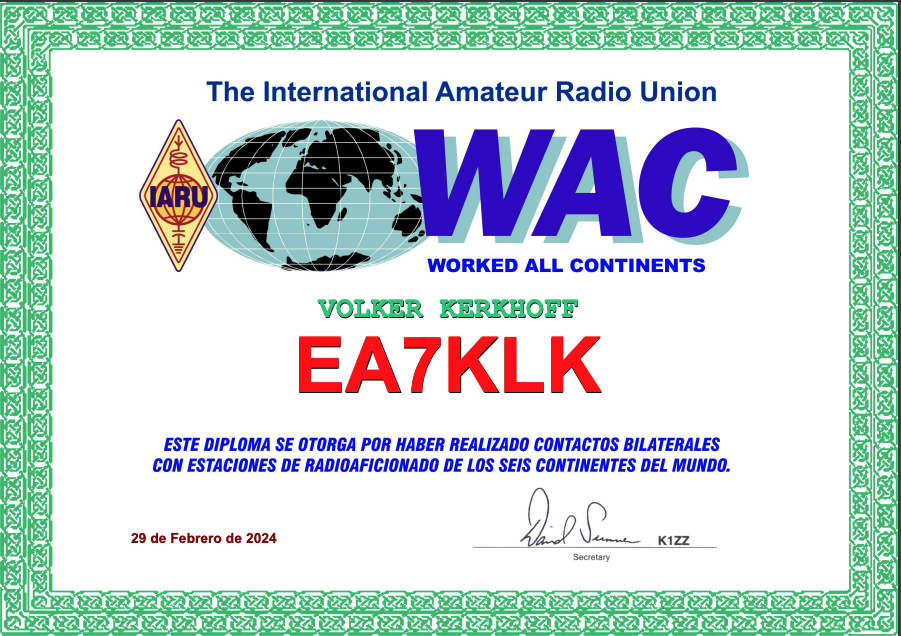 The International Amateur Radio Union
IARU
WAC
WORKED ALL CONTINENTS
VOLKER KERKHOFF
EA7KLK
ESTE DIPLOMA SE OTORGA POR HABER REALIZADO CONTACTOS BILATERALES
CON ESTACIONES DE RADIOAFICIONADO DE LOS SEIS CONTINENTES DEL MUNDO.
29 de Febrero de 2024
David Sumner K1ZZ
Secretary